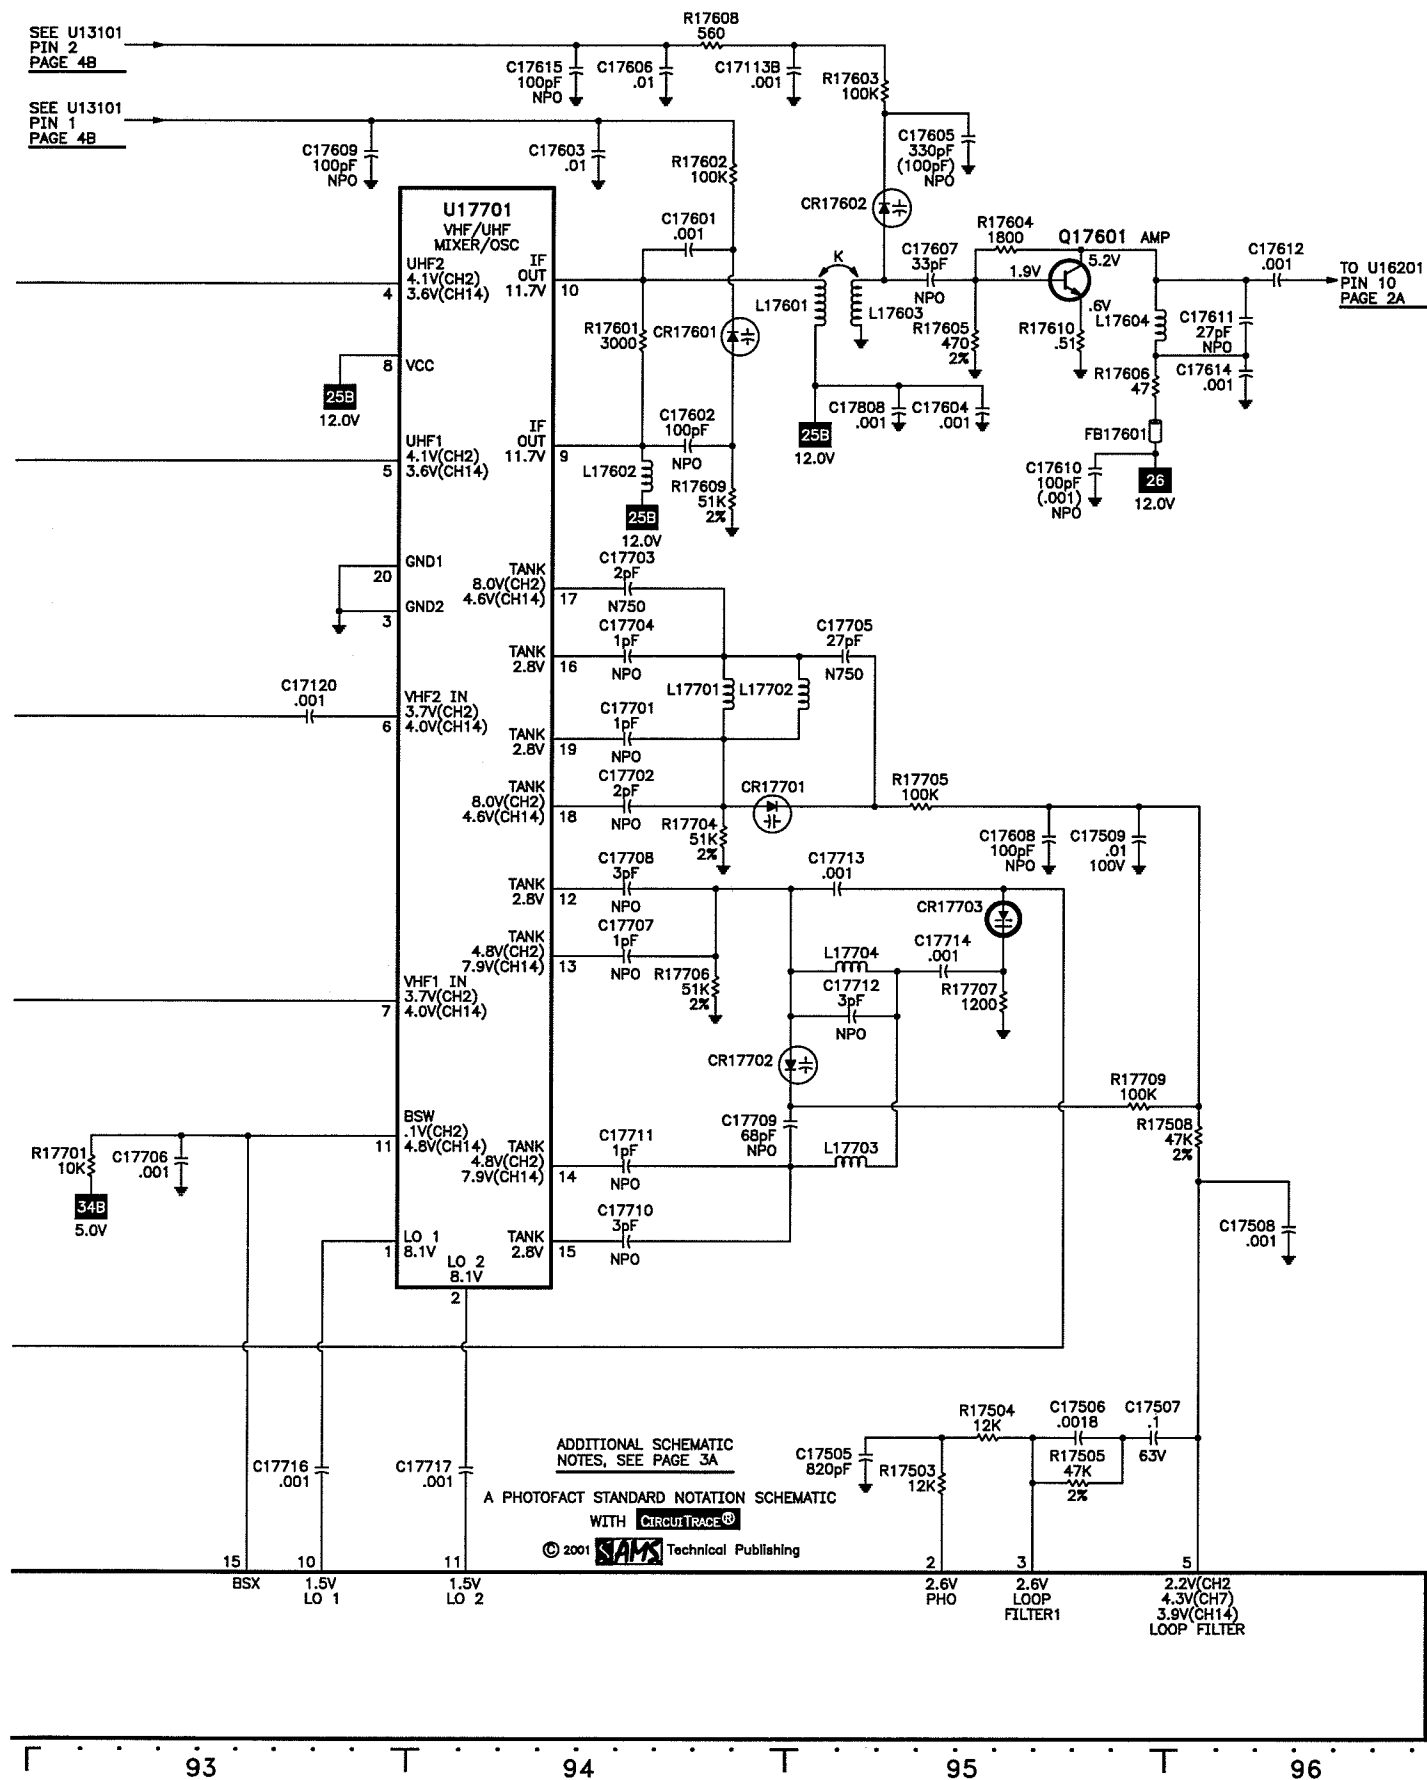 SEE U13101
PIN 2
PAGE 4B
R17608
560
C17615
100pF
NPO
C17606
.01
C17113B
.001
R17603
100K
SEE U13101
PIN 1
PAGE 4B
C17609
100pF
NPO
C17603
.01
R17602
100K
C17605
330pF
(100pF)
NPO
CR17602
U17701
VHF/UHF
MIXER/OSC
C17601
.001
R17604
1800
Q17601 AMP
5.2V
1.9V
.6V
C17612
.001
TO U16201
PIN 10
PAGE 2A
UHF2
4.1V(CH2)
3.6V(CH14)
4
IF
OUT
11.7V
10
K
C17607
33pF
NPO
L17601
L17603
R17601
3000
CR17601
R17605
470
2%
R17610
.51
L17604
C17611
27pF
NPO
C17614
.001
R17606
47
8
VCC
25B
12.0V
C17808
.001
C17604
.001
25B
12.0V
FB17601
C17610
100pF
(.001)
NPO
26
12.0V
UHF1
4.1V(CH2)
3.6V(CH14)
5
IF
OUT
11.7V
9
C17602
100pF
NPO
L17602
R17609
51K
2%
25B
12.0V
GND1
20
GND2
3
TANK
8.0V(CH2)
4.6V(CH14)
17
C17703
2pF
N750
C17704
1pF
NPO
TANK
2.8V
16
C17705
27pF
N750
L17701
L17702
C17120
.001
VHF2 IN
3.7V(CH2)
4.0V(CH14)
6
C17701
1pF
NPO
TANK
2.8V
19
TANK
8.0V(CH2)
4.6V(CH14)
18
C17702
2pF
NPO
CR17701
R17705
100K
R17704
51K
2%
C17608
100pF
NPO
C17509
.01
100V
TANK
2.8V
12
C17708
3pF
NPO
C17713
.001
CR17703
TANK
4.8V(CH2)
7.9V(CH14)
13
C17707
1pF
NPO
R17706
51K
2%
L17704
C17714
.001
C17712
3pF
NPO
R17707
1200
VHF1 IN
3.7V(CH2)
4.0V(CH14)
7
CR17702
R17709
100K
BSW
.1V(CH2)
4.8V(CH14)
11
R17701
10K
C17706
.001
34B
5.0V
TANK
4.8V(CH2)
7.9V(CH14)
14
C17711
1pF
NPO
C17709
68pF
NPO
L17703
R17508
47K
2%
C17710
3pF
NPO
TANK
2.8V
15
C17508
.001
LO 1
8.1V
1
LO 2
8.1V
2
C17716
.001
C17717
.001
ADDITIONAL SCHEMATIC
NOTES, SEE PAGE 3A
A PHOTOFACT STANDARD NOTATION SCHEMATIC
WITH CIRCUITRACE®
© 2001 SAMS Technical Publishing
C17505
820pF
R17503
12K
R17504
12K
C17506
.0018
R17505
47K
2%
C17507
.1
63V
15
BSX
10
1.5V
LO 1
11
1.5V
LO 2
2
2.6V
PHO
3
2.6V
LOOP
FILTER1
5
2.2V(CH2
4.3V(CH7)
3.9V(CH14)
LOOP FILTER
93
94
95
96